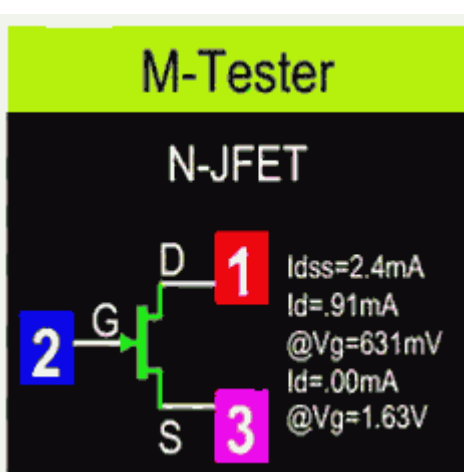 M-Tester
N-JFET
D
1
G
2
S
3
Idss=2.4mA
Id=.91mA
@Vg=631mV
Id=.00mA
@Vg=1.63V